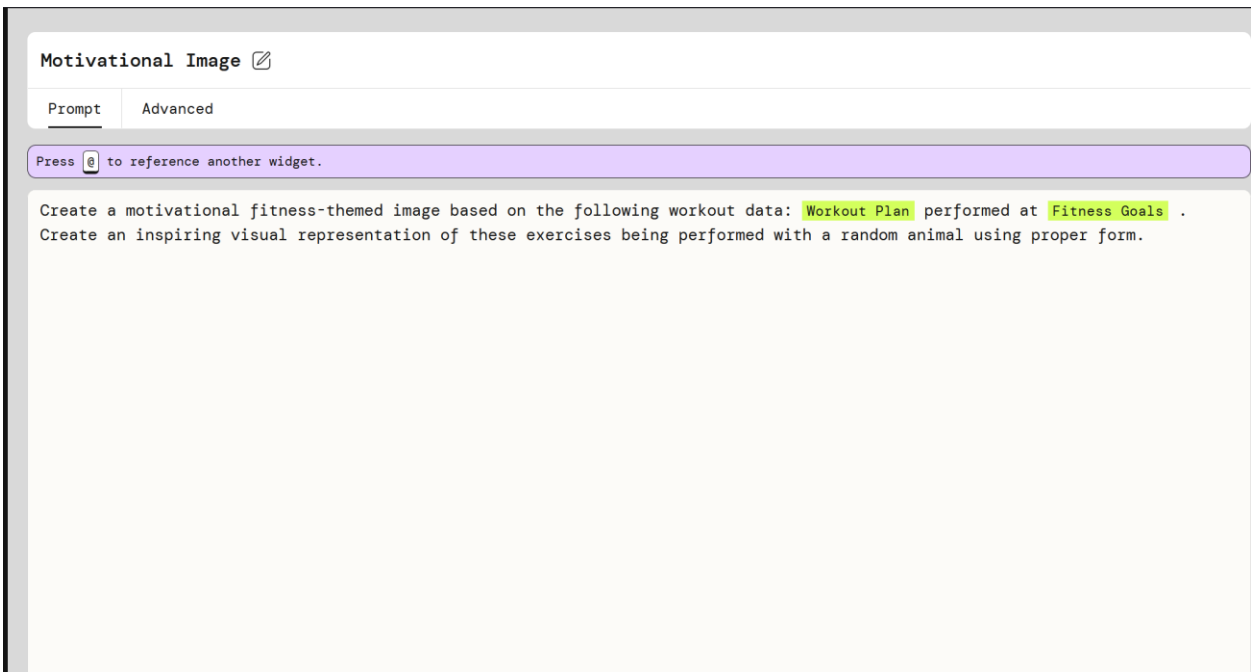 Motivational Image
Prompt Advanced
Press @ to reference another widget.
Create a motivational fitness-themed image based on the following workout data: Workout Plan performed at Fitness Goals .
Create an inspiring visual representation of these exercises being performed with a random animal using proper form.